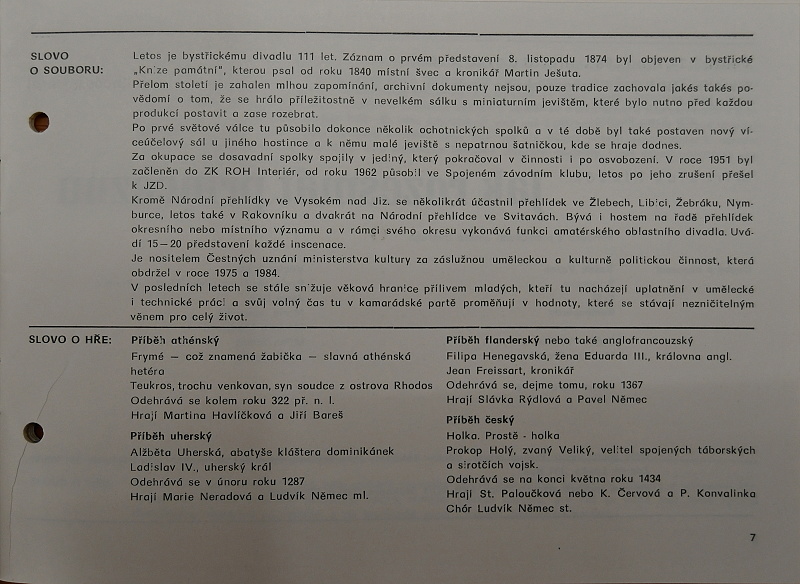 SLOVO
O SOUBORU:
Letos je bystřickému divadlu 111 let. Záznam o prvém představení 8. listopadu 1874 byl objeven v bystřické
„Knize památní“, kterou psal od roku 1840 místní švec a kronikář Martin Ješuta.
Přelom století je zahalen mlhou zapomínání, archivní dokumenty nejsou, pouze tradice zachovala jakés takés po-
vědomí o tom, že se hrálo příležitostně v nevelkém sálku s miniaturním jevištěm, které bylo nutno před každou
produkcí postavit a zase rozebrat.
Po prvé světové válce tu působilo dokonce několik ochotnických spolků a v té době byl také postaven nový ví-
ceúčelový sál u jiného hostince a k němu malé jeviště s nepatrnou šatničkou, kde se hraje dodnes.
Za okupace se dosavadní spolky spojily v jediný, který pokračoval v činnosti i po osvobození. V roce 1951 byl
začleněn do ZK ROH Interiér, od roku 1962 působil ve Spojeném závodním klubu, letos po jeho zrušení přešel
k JZD.
Kromě Národní přehlídky ve Vysokém nad Jiz. se několikrát účastnil přehlídek ve Žlebech, Libici, Žebráku, Nym-
burce, letos také v Rakovníku a dvakrát na Národní přehlídce ve Svitavách. Bývá i hostem na řadě přehlídek
okresního nebo místního významu a v rámci svého okresu vykonává funkci amatérského oblastního divadla. Uvá-
dí 15–20 představení každé inscenace.
Je nositelem Čestných uznání ministerstva kultury za záslužnou uměleckou a kulturně politickou činnost, která
obdržel v roce 1975 a 1984.
V posledních letech se stále snižuje věková hranice přílivem mladých, kteří tu nacházejí uplatnění v umělecké
i technické práci a svůj volný čas tu v kamarádské partě proměňují v hodnoty, které se stávají nezničitelným
věnem pro celý život.
SLOVO O HŘE:
Příběh athénský
Frymé — což znamená žabička — slavná athénská
hetéra
Teukros, trochu venkovan, syn soudce z ostrova Rhodos
Odehrává se kolem roku 322 př. n. l.
Hrají Martina Havlíčková a Jiří Bareš
Příběh uherský
Alžběta Uherská, abatyše kláštera dominikánek
Ladislav IV., uherský král
Odehrává se v únoru roku 1287
Hrají Marie Neradová a Ludvík Němec ml.
Příběh flanderský nebo také anglofrancouzský
Filipa Henegavská, žena Eduarda III., královna angl.
Jean Freissart, kronikář
Odehrává se, dejme tomu, roku 1367
Hrají Slávka Rýdlová a Pavel Němec
Příběh český
Holka. Prostě - holka
Prokop Holý, zvaný Veliký, velitel spojených táborských
a sirotčích vojsk.
Odehrává se na konci května roku 1434
Hrají St. Paloučková nebo K. Červová a P. Konvalinka
Chór Ludvík Němec st.
7